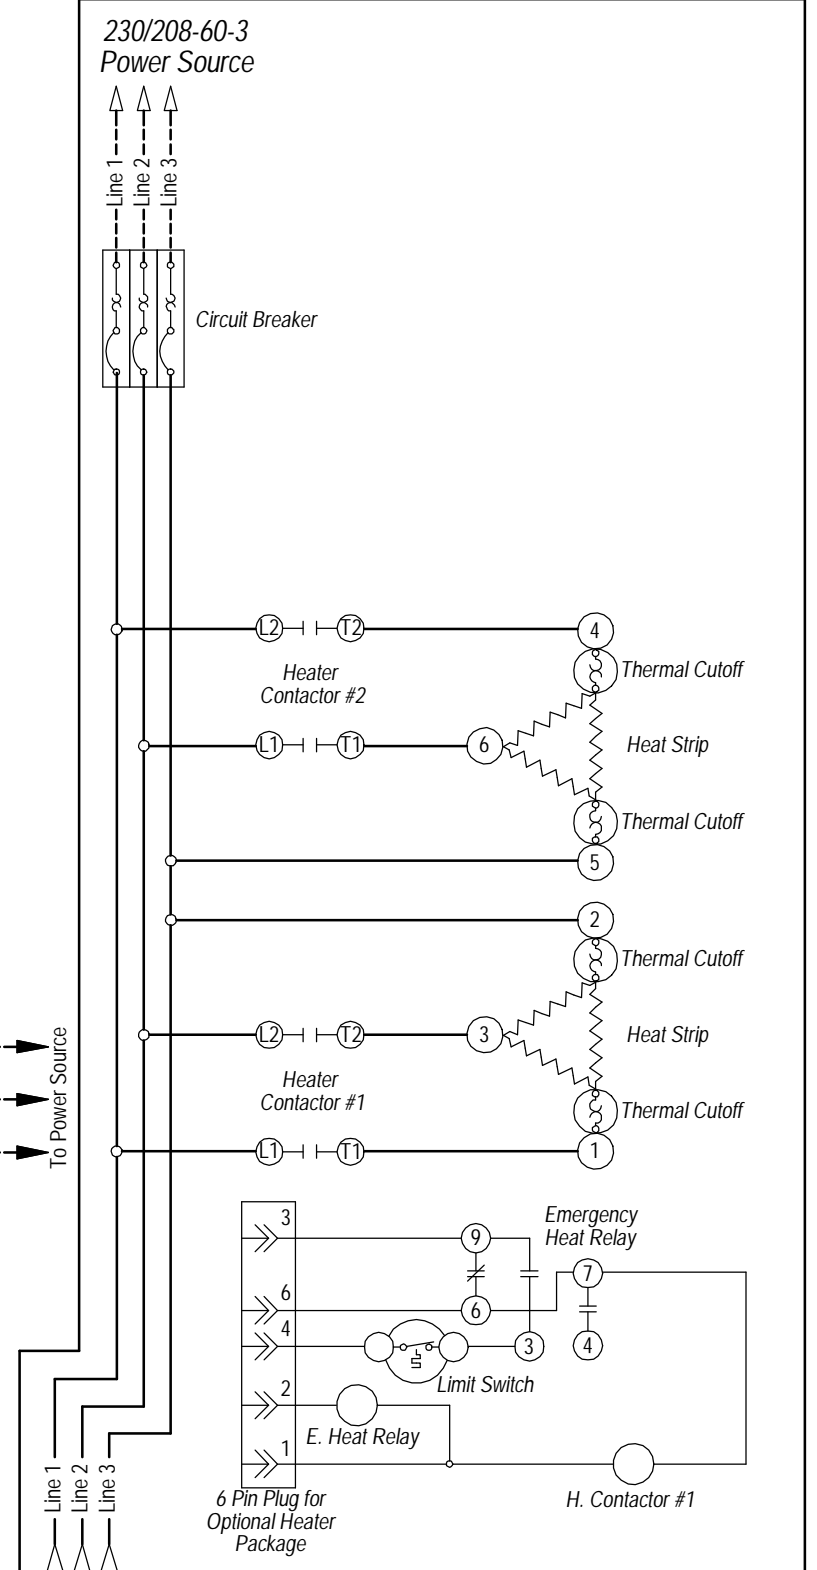 230/208-60-3
Power Source
Line 1
Line 2
Line 3
Circuit Breaker
L2
T2
4
Heater
Contactor #2
Thermal Cutoff
L1
T1
6
Heat Strip
Thermal Cutoff
5
2
Thermal Cutoff
L2
T2
3
Heat Strip
Heater
Contactor #1
Thermal Cutoff
L1
T1
1
To Power Source
3
9
Emergency
Heat Relay
7
6
6
4
3
4
Limit Switch
2
E. Heat Relay
1
H. Contactor #1
6 Pin Plug for
Optional Heater
Package
Line 1
Line 2
Line 3